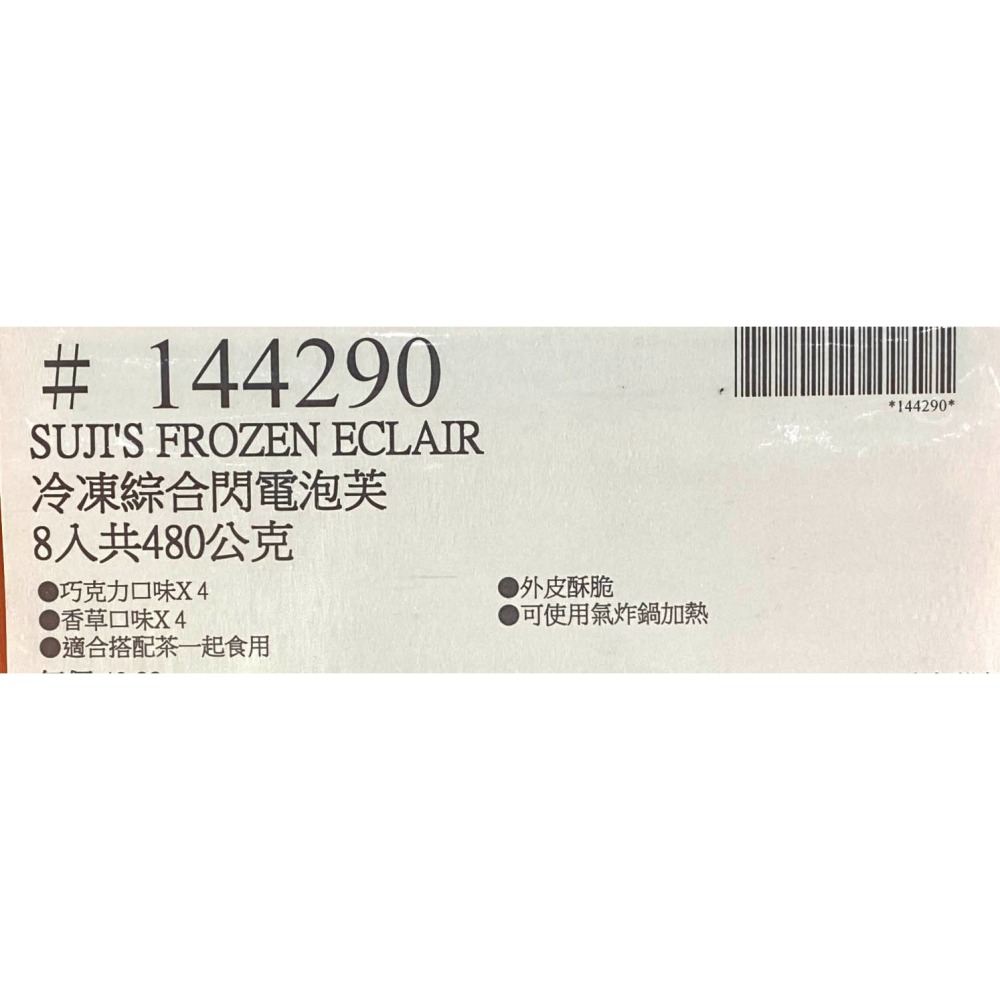 # 144290
*144290*
SUJI'S FROZEN ECLAIR
冷凍綜合閃電泡芙
8入共480公克
●巧克力口味X 4
●香草口味X 4
●適合搭配茶一起食用
●外皮酥脆
●可使用氣炸鍋加熱